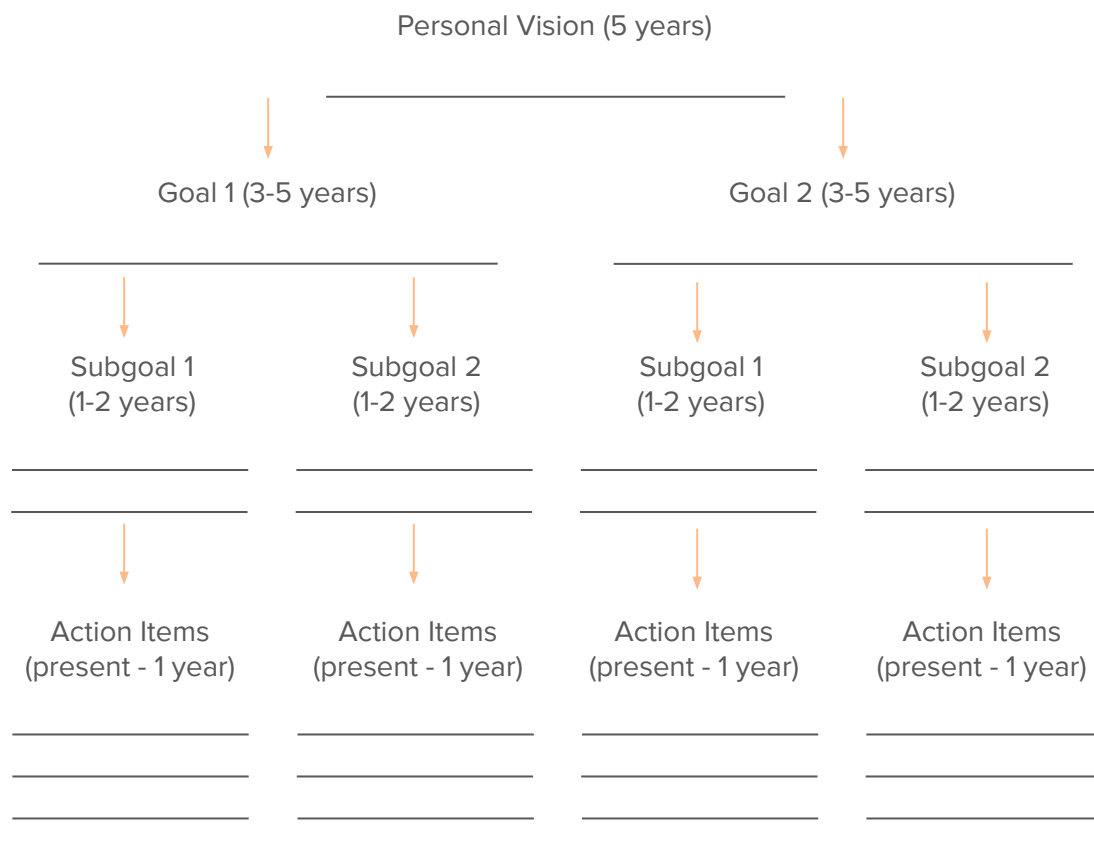 Personal Vision (5 years)
Goal 1 (3-5 years)
Goal 2 (3-5 years)
Subgoal 1
(1-2 years)
Subgoal 2
(1-2 years)
Subgoal 1
(1-2 years)
Subgoal 2
(1-2 years)
Action Items
(present - 1 year)
Action Items
(present - 1 year)
Action Items
(present - 1 year)
Action Items
(present - 1 year)